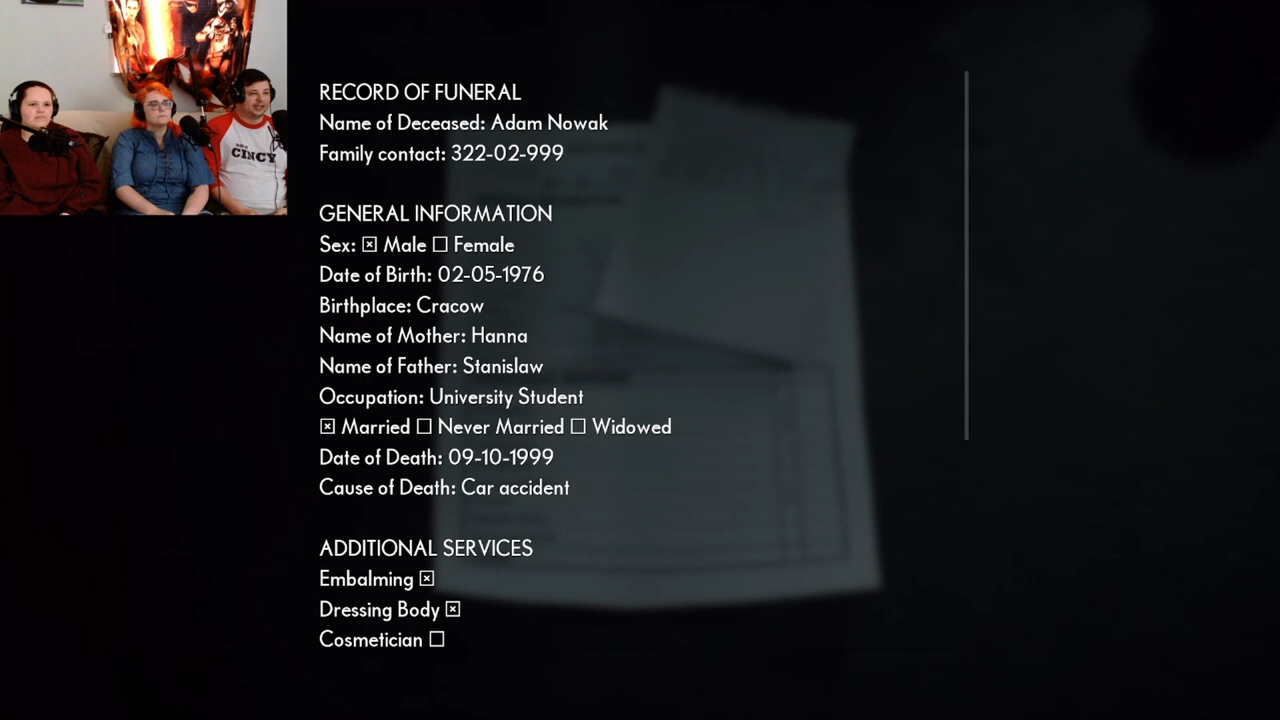 RECORD OF FUNERAL
Name of Deceased: Adam Nowak
Family contact: 322-02-999
GENERAL INFORMATION
Sex: ☒ Male ☐ Female
Date of Birth: 02-05-1976
Birthplace: Cracow
Name of Mother: Hanna
Name of Father: Stanislaw
Occupation: University Student
☒ Married ☐ Never Married ☐ Widowed
Date of Death: 09-10-1999
Cause of Death: Car accident
ADDITIONAL SERVICES
Embalming ☒
Dressing Body ☒
Cosmetician ☐
CINCY